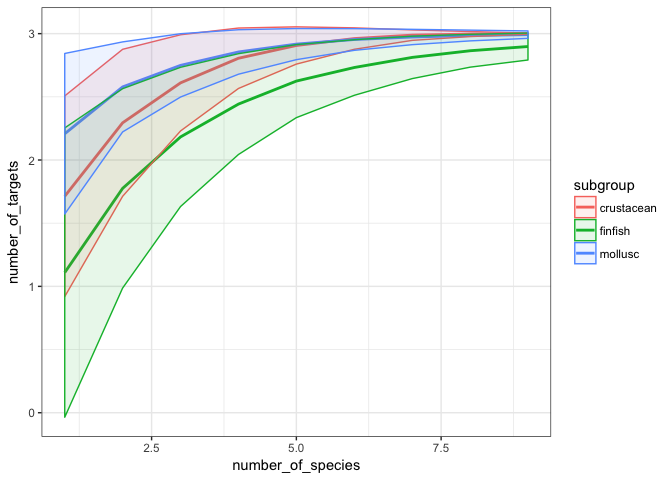 3
2
1
0
number_of_targets
2.5
5.0
7.5
number_of_species
subgroup
crustacean
finfish
mollusc